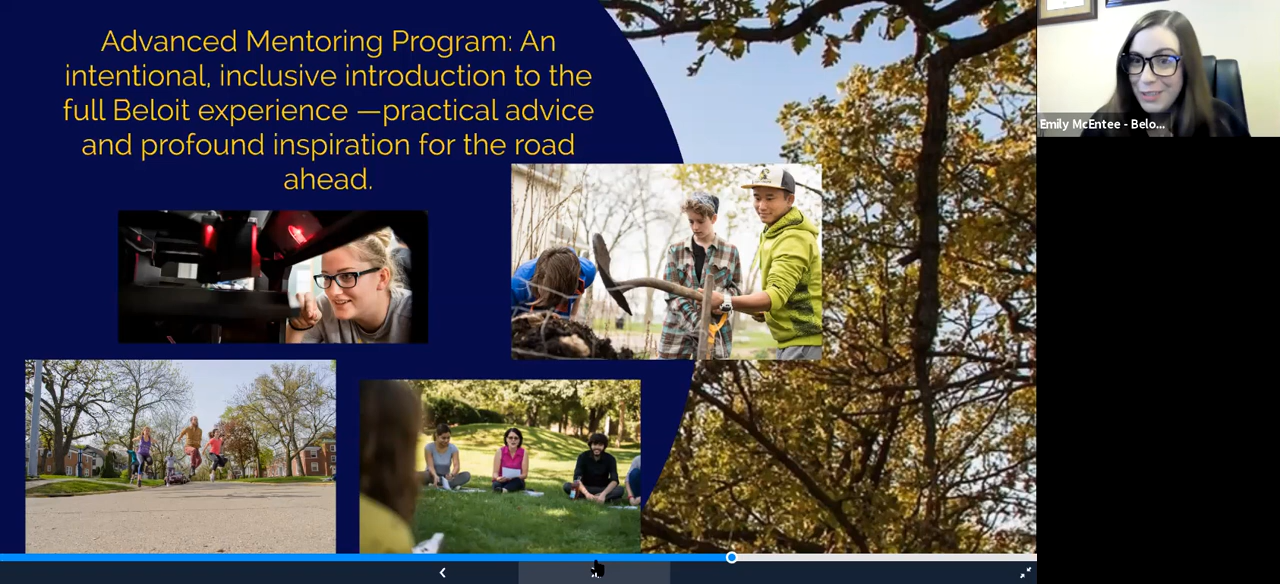 Advanced Mentoring Program: An
intentional, inclusive introduction to the
full Beloit experience —practical advice
and profound inspiration for the road
ahead.
Emily McEntee - Belo...